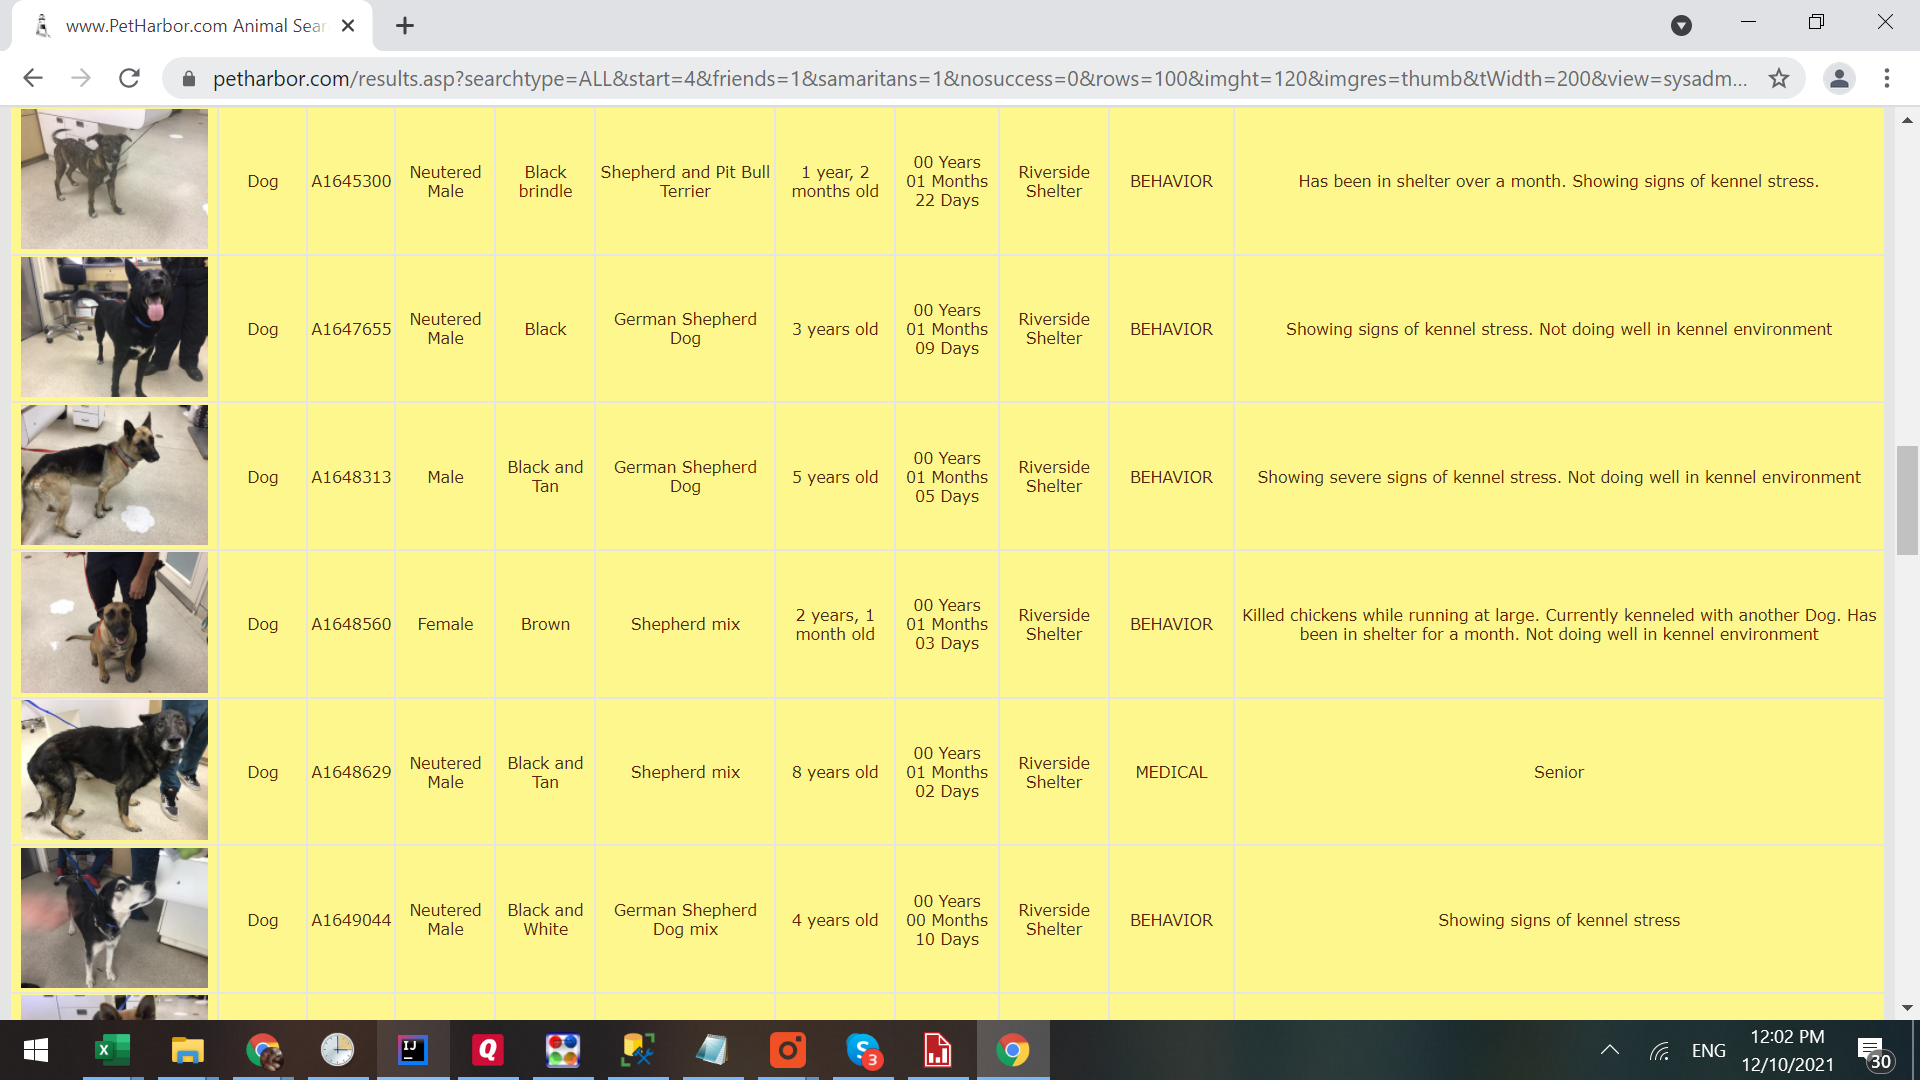 www.PetHarbor.com Animal Sear
petharbor.com/results.asp?searchtype=ALL&start=4&friends=1&samaritans=1&nosuccess=0&rows=100&imght=120&imgres=thumb&tWidth=200&view=sysadm...
Dog A1645300 Neutered Male Black brindle Shepherd and Pit Bull Terrier 1 year, 2 months old 00 Years 01 Months 22 Days Riverside Shelter BEHAVIOR Has been in shelter over a month. Showing signs of kennel stress.
Dog A1647655 Neutered Male Black German Shepherd Dog 3 years old 00 Years 01 Months 09 Days Riverside Shelter BEHAVIOR Showing signs of kennel stress. Not doing well in kennel environment
Dog A1648313 Male Black and Tan German Shepherd Dog 5 years old 00 Years 01 Months 05 Days Riverside Shelter BEHAVIOR Showing severe signs of kennel stress. Not doing well in kennel environment
Dog A1648560 Female Brown Shepherd mix 2 years, 1 month old 00 Years 01 Months 03 Days Riverside Shelter BEHAVIOR Killed chickens while running at large. Currently kenneled with another Dog. Has been in shelter for a month. Not doing well in kennel environment
Dog A1648629 Neutered Male Black and Tan Shepherd mix 8 years old 00 Years 01 Months 02 Days Riverside Shelter MEDICAL Senior
Dog A1649044 Neutered Male Black and White German Shepherd Dog mix 4 years old 00 Years 00 Months 10 Days Riverside Shelter BEHAVIOR Showing signs of kennel stress
X
IJ
Q
S 3
ENG
12:02 PM
12/10/2021
30